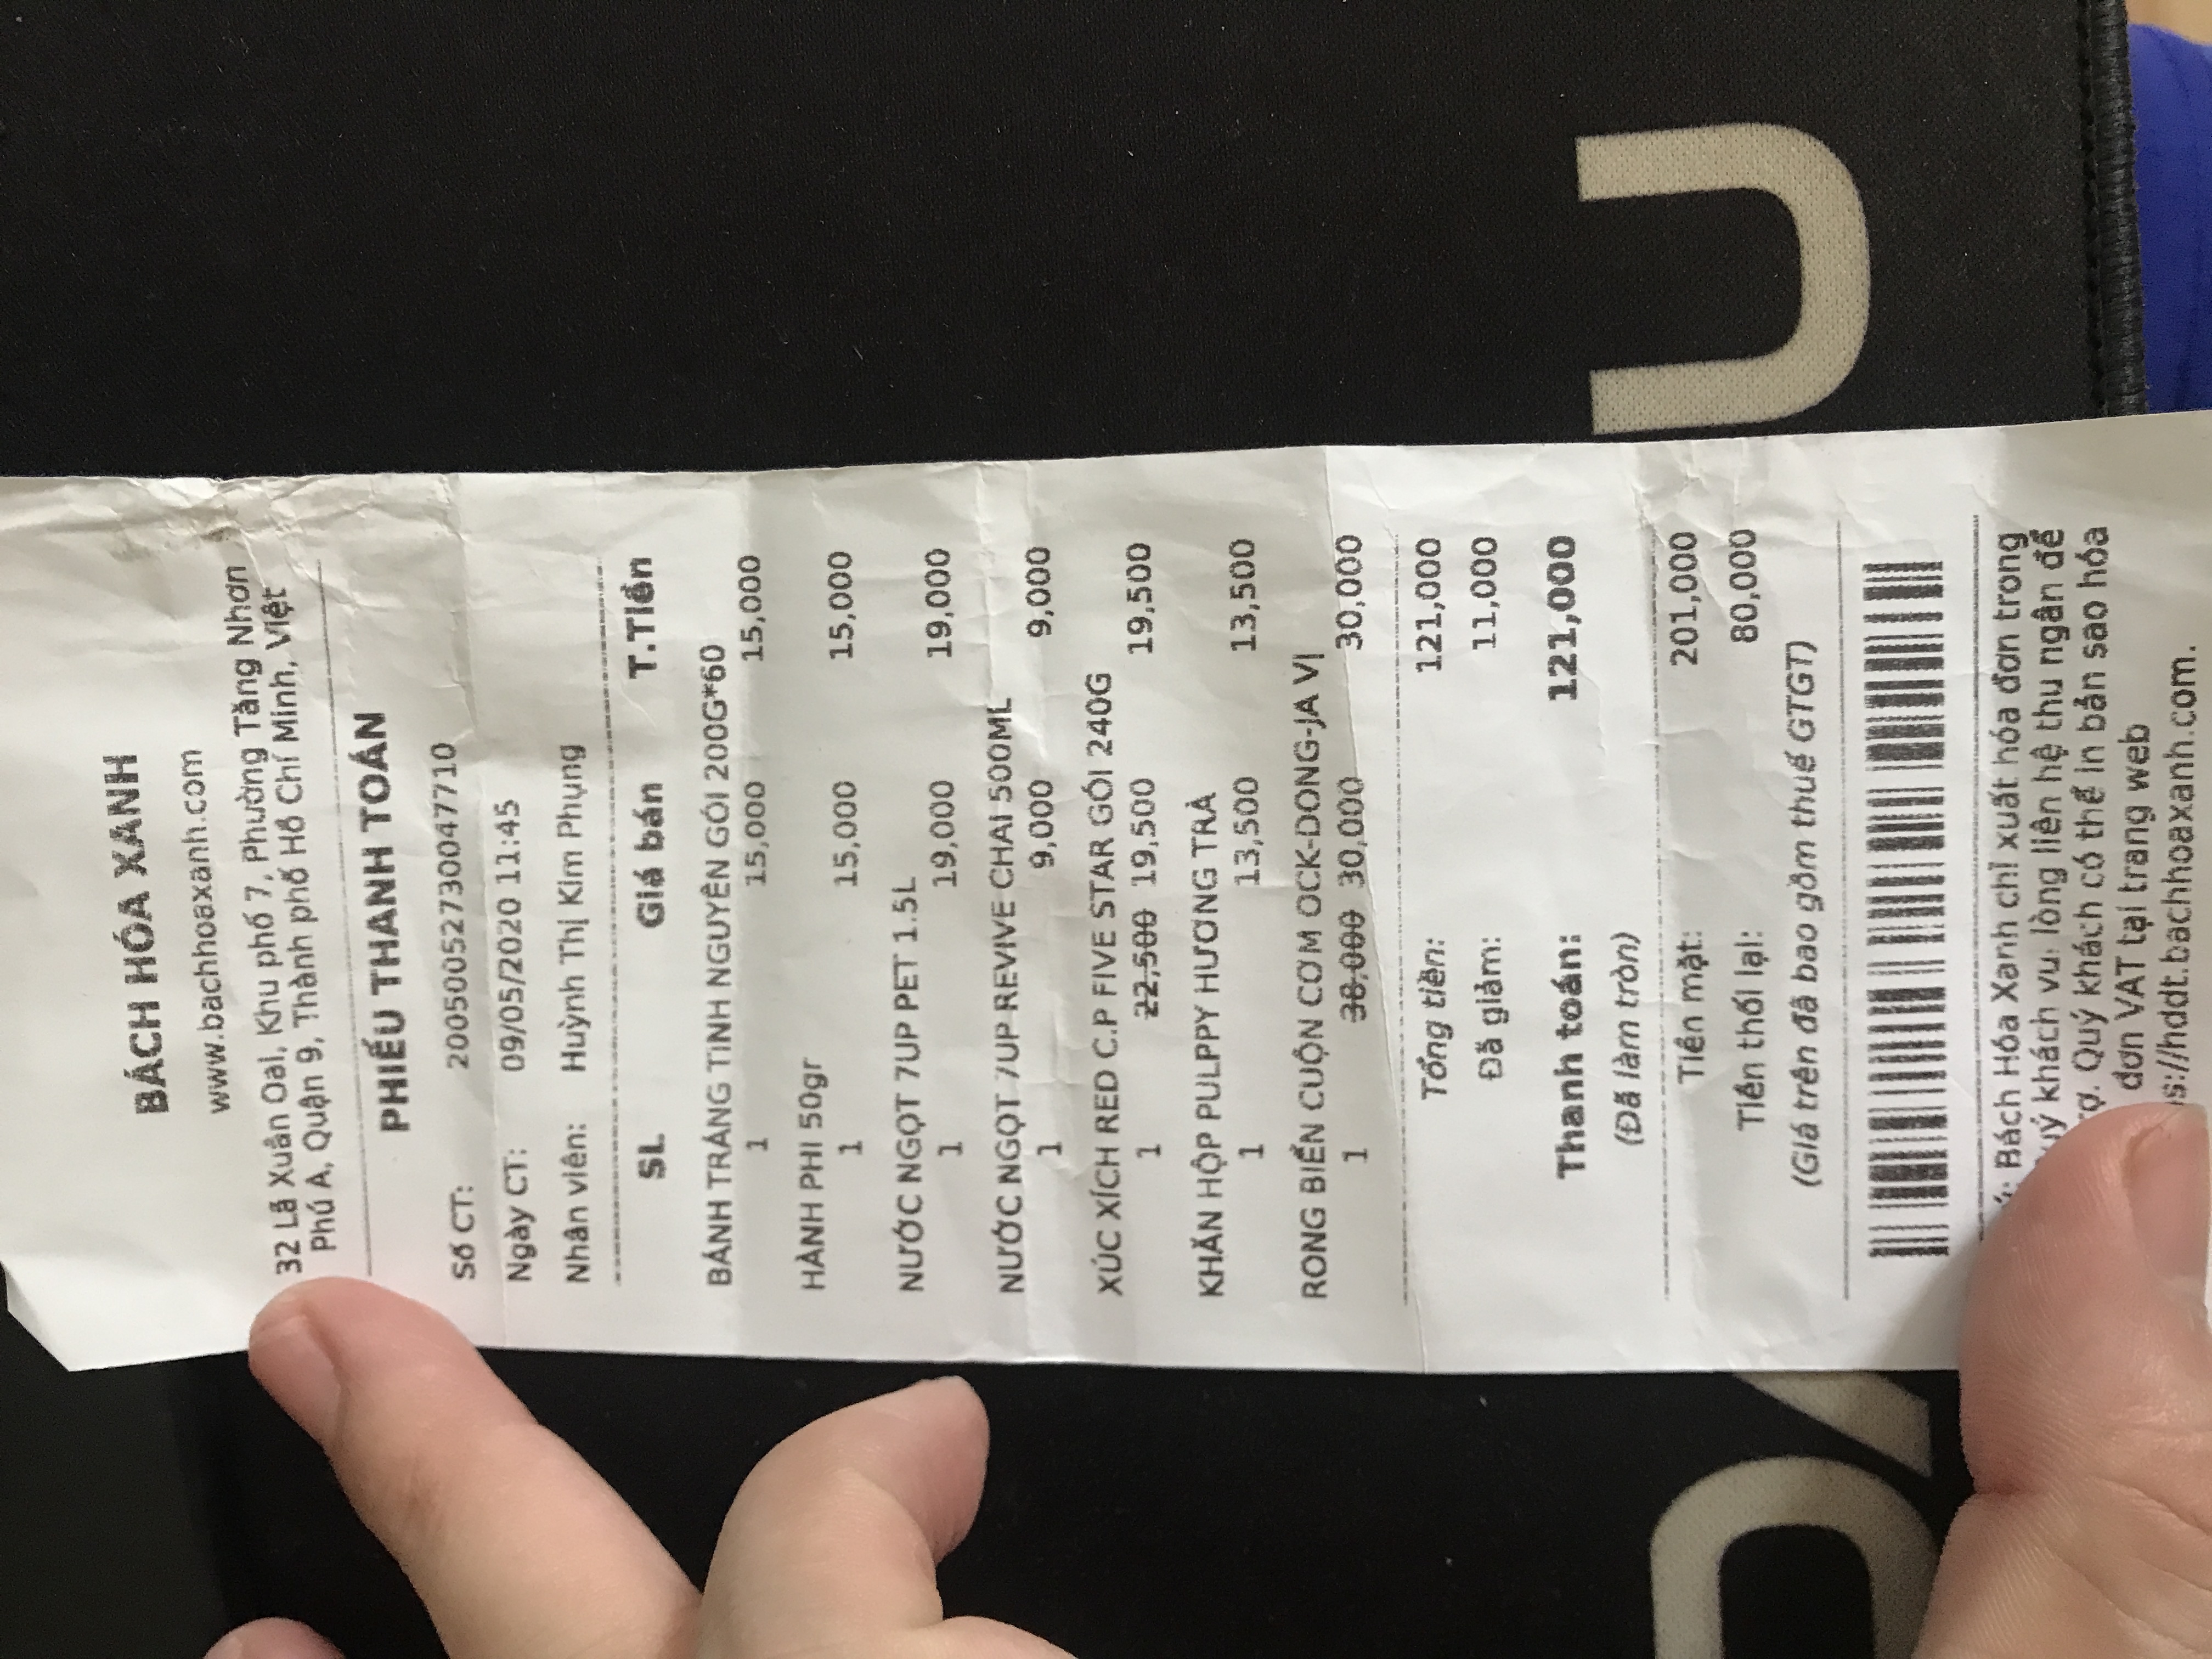 BÁCH HÓA XANH
www.bachhoaxanh.com
32 Lã Xuân Oai, Khu phố 7, Phường Tăng Nhơn
Phú A, Quận 9, Thành phố Hồ Chí Minh, Việt
PHIẾU THANH TOÁN
Số CT: 20050052730047710
Ngày CT: 09/05/2020 11:45
Nhân viên: Huỳnh Thị Kim Phụng
SL Giá bán T.Tiền
BÁNH TRÁNG TINH NGUYÊN GÓI 200G*60
1 15,000 15,000
HÀNH PHI 50gr
1 15,000 15,000
NƯỚC NGỌT 7UP PET 1.5L
1 19,000 19,000
NƯỚC NGỌT 7UP REVIVE CHAI 500ML
1 9,000 9,000
XÚC XÍCH RED C.P FIVE STAR GÓI 240G
1 22,500 19,500 19,500
KHĂN HỘP PULPPY HƯƠNG TRÀ
1 13,500 13,500
RONG BIỂN CUỘN CƠM OCK-DONG-JA VỊ
1 38,000 30,000 30,000
Tổng tiền: 121,000
Đã giảm: 11,000
Thanh toán: 121,000
(Đã làm tròn)
Tiền mặt: 201,000
Tiền thối lại: 80,000
(Giá trên đã bao gồm thuế GTGT)
Bách Hóa Xanh chỉ xuất hóa đơn trong
khách vui lòng liên hệ thu ngân để
Quý khách có thể in bản sao hóa
đơn VAT tại trang web
s://hddt.bachhoaxanh.com.